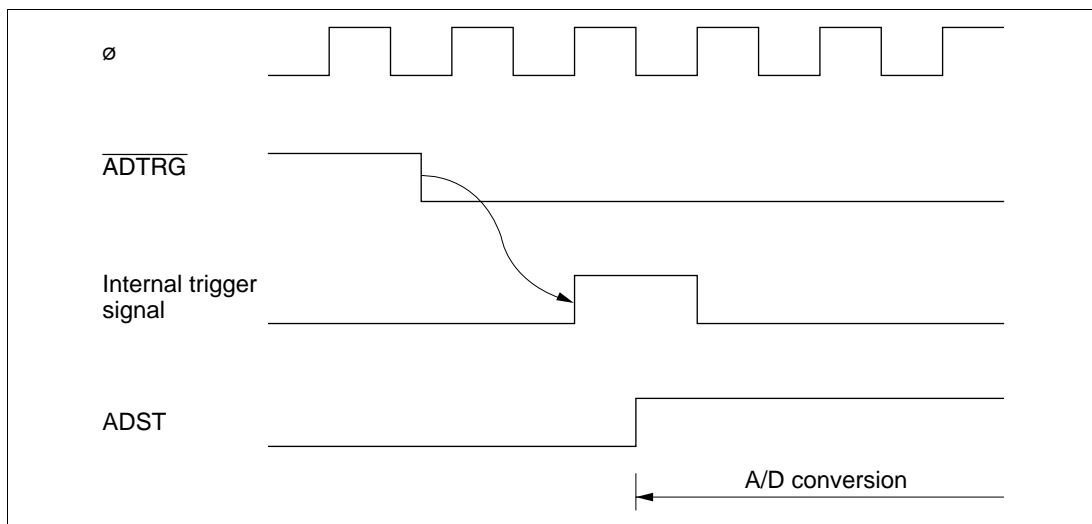 ø
ADTRG
Internal trigger
signal
ADST
A/D conversion